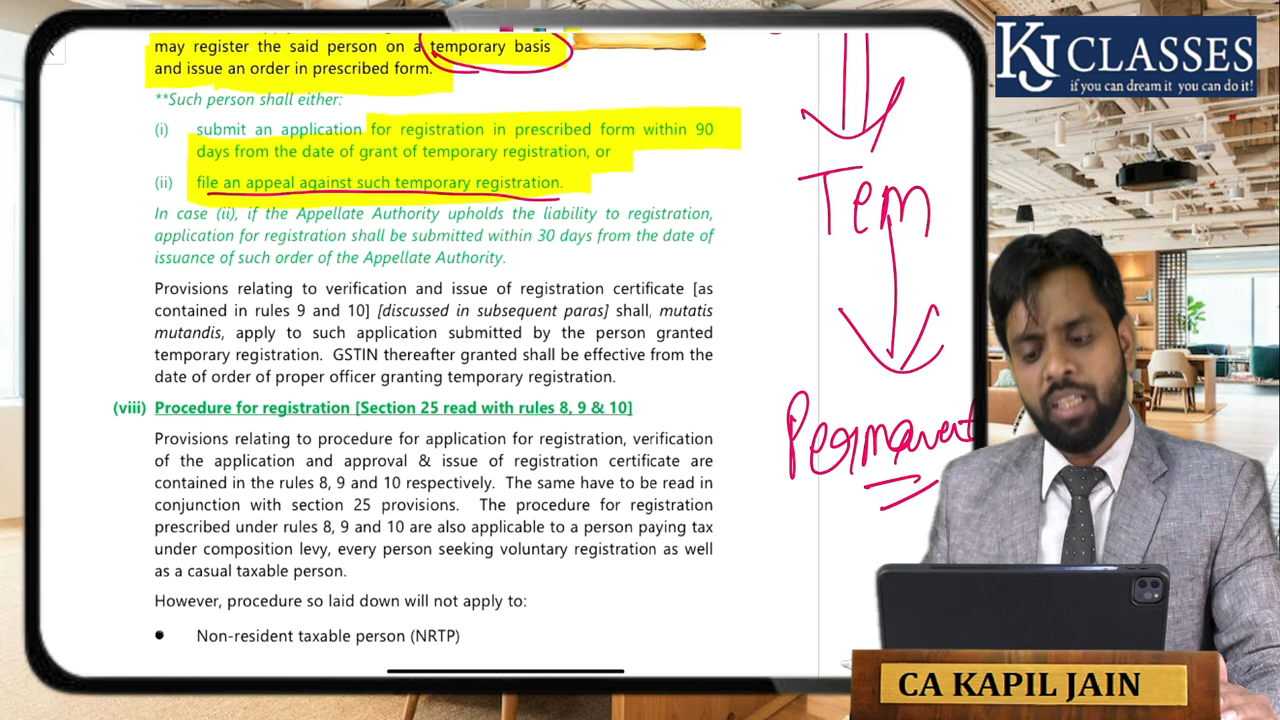 may register the said person on a temporary basis
and issue an order in prescribed form.
**Such person shall either:
(i) submit an application for registration in prescribed form within 90
days from the date of grant of temporary registration, or
(ii) file an appeal against such temporary registration.
In case (ii), if the Appellate Authority upholds the liability to registration,
application for registration shall be submitted within 30 days from the date of
issuance of such order of the Appellate Authority.
Provisions relating to verification and issue of registration certificate [as
contained in rules 9 and 10] [discussed in subsequent paras] shall, mutatis
mutandis, apply to such application submitted by the person granted
temporary registration. GSTIN thereafter granted shall be effective from the
date of order of proper officer granting temporary registration.
(viii) Procedure for registration [Section 25 read with rules 8, 9 & 10]
Provisions relating to procedure for application for registration, verification
of the application and approval & issue of registration certificate are
contained in the rules 8, 9 and 10 respectively. The same have to be read in
conjunction with section 25 provisions. The procedure for registration
prescribed under rules 8, 9 and 10 are also applicable to a person paying tax
under composition levy, every person seeking voluntary registration as well
as a casual taxable person.
However, procedure so laid down will not apply to:
● Non-resident taxable person (NRTP)
Tem
Permanent
KJ CLASSES
if you can dream it you can do it!
CA KAPIL JAIN